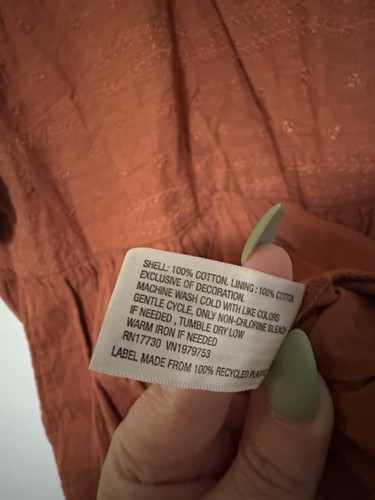 SHELL: 100% COTTON. LINING : 100% COTTON
EXCLUSIVE OF DECORATION.
MACHINE WASH COLD WITH LIKE COLORS
GENTLE CYCLE, ONLY NON-CHLORINE BLEACH
IF NEEDED , TUMBLE DRY LOW
WARM IRON IF NEEDED
RN17730 VN1979753
LABEL MADE FROM 100% RECYCLED